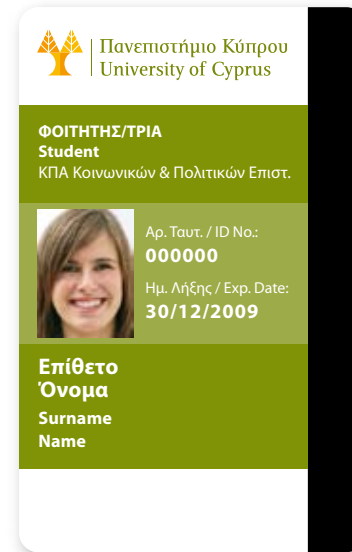 Πανεπιστήμιο Κύπρου
University of Cyprus
ΦΟΙΤΗΤΗΣ/ΤΡΙΑ
Student
ΚΠΑ Κοινωνικών & Πολιτικών Επιστ.
Αρ. Ταυτ. / ID No.:
000000
Ημ. Λήξης / Exp. Date:
30/12/2009
Επίθετο
Όνομα
Surname
Name